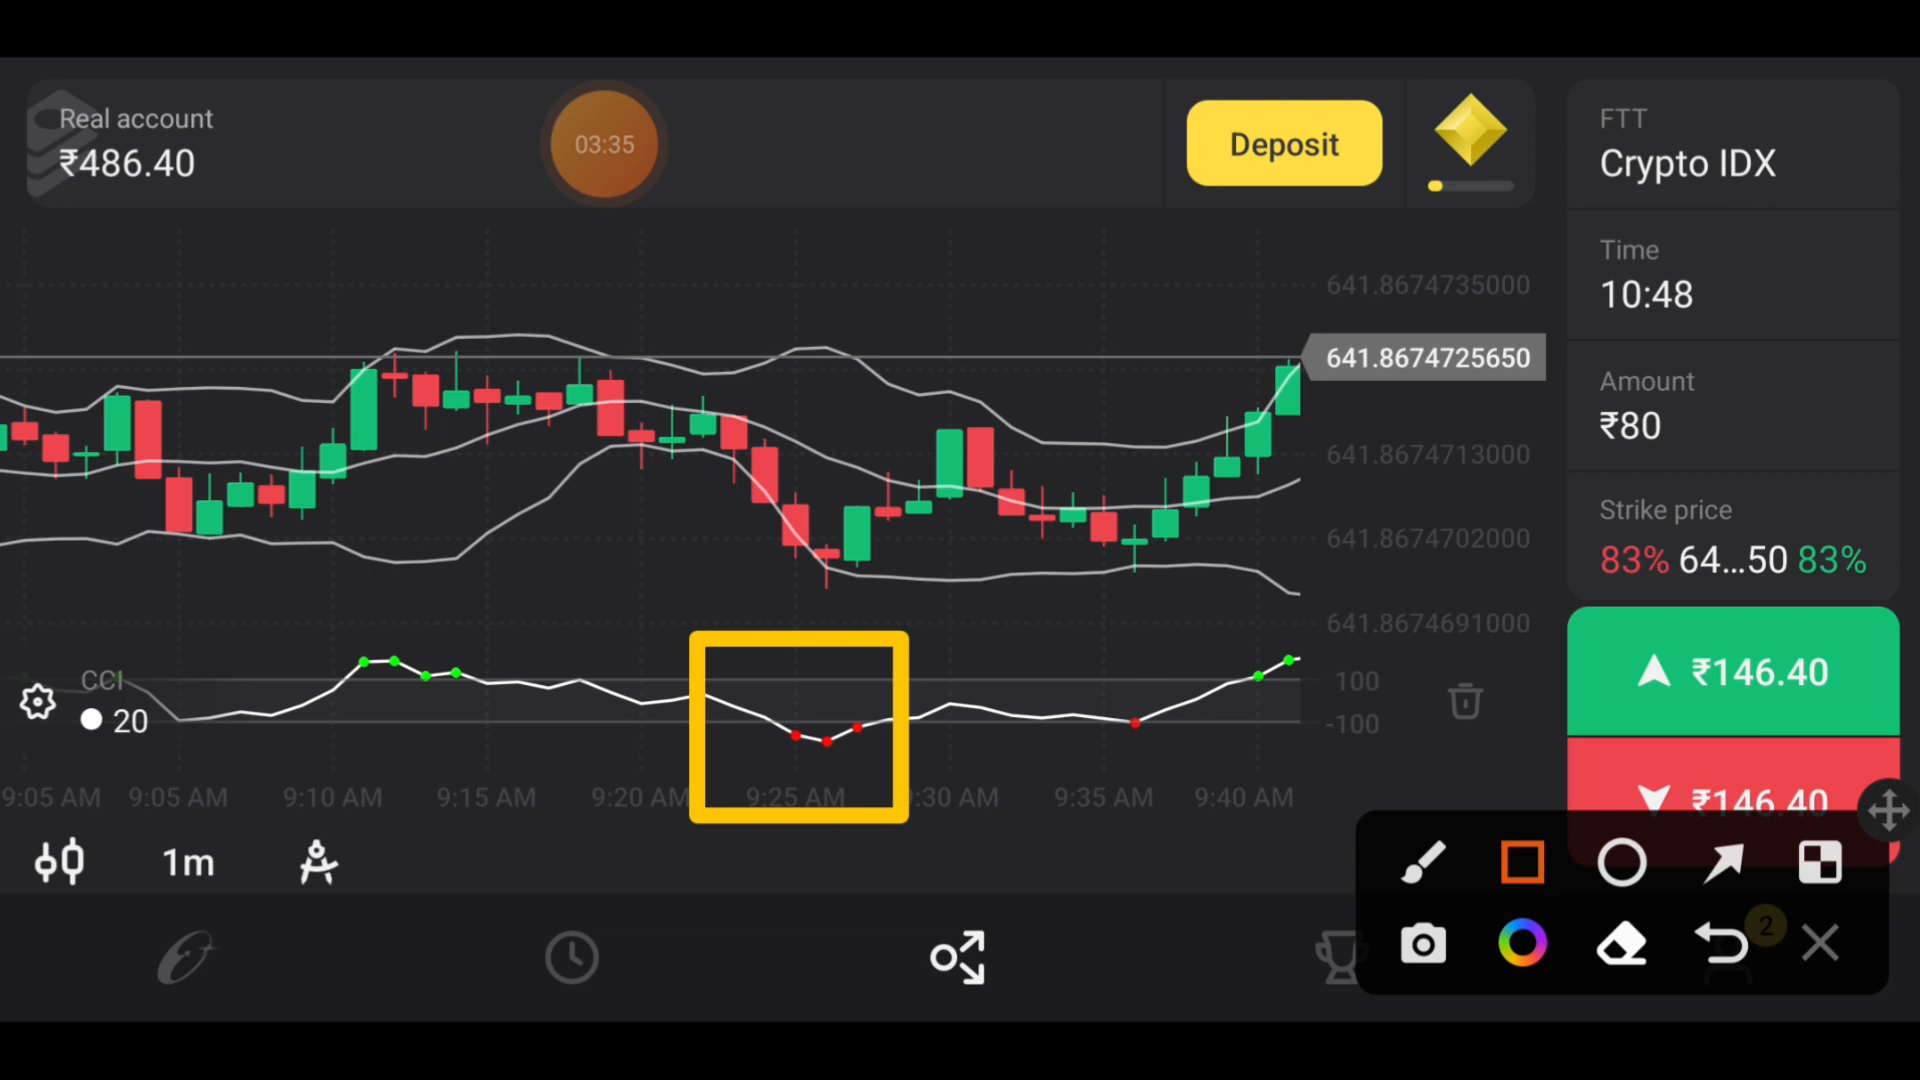 Real account
₹486.40
03:35
Deposit
FTT
Crypto IDX
Time
10:48
Amount
₹80
Strike price
83% 64...50 83%
641.8674735000
641.8674725650
641.8674713000
641.8674702000
641.8674691000
CCI
20
100
-100
₹146.40
₹146.40
9:05 AM 9:05 AM 9:10 AM 9:15 AM 9:20 AM 9:25 AM :30 AM 9:35 AM 9:40 AM
1m
2